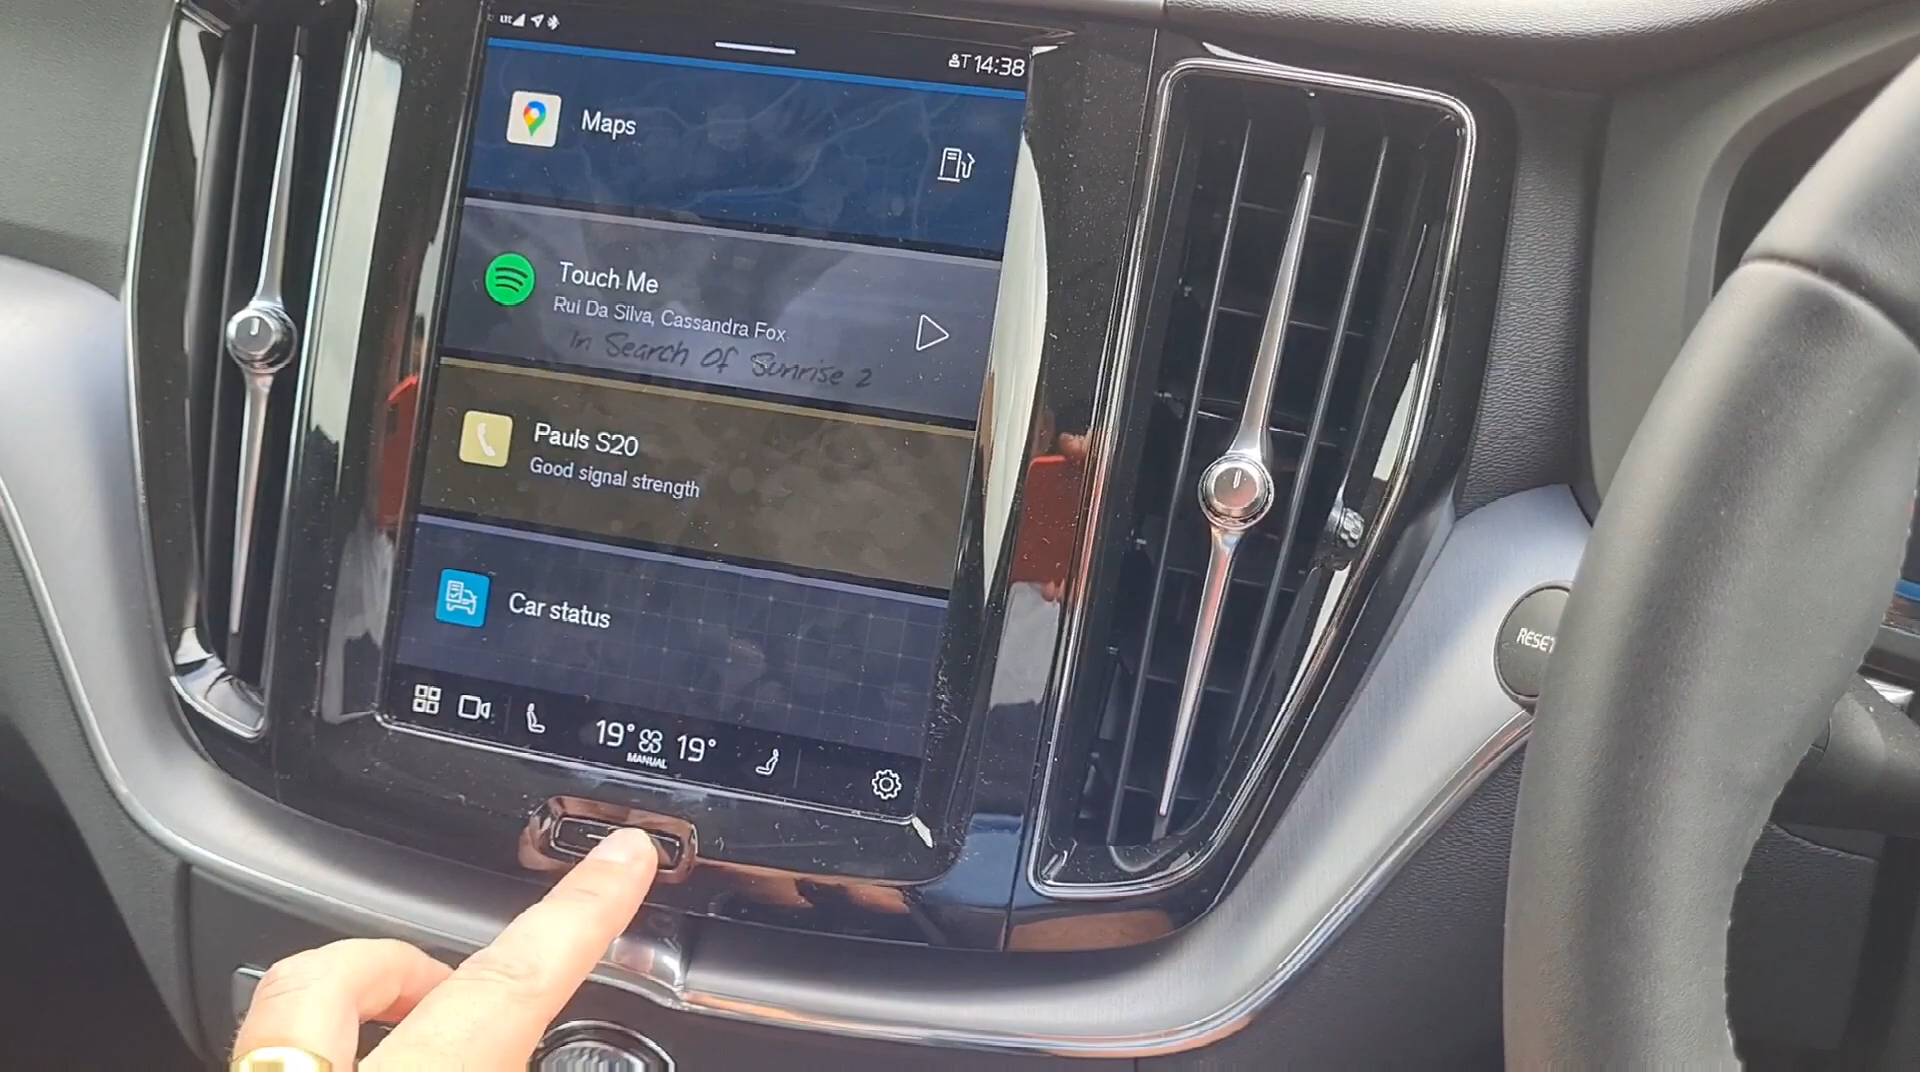 LTE
T 14:38
Maps
Touch Me
Rui Da Silva, Cassandra Fox
In Search Of Sunrise 2
Pauls S20
Good signal strength
Car status
19° 19°
MANUAL
RESET